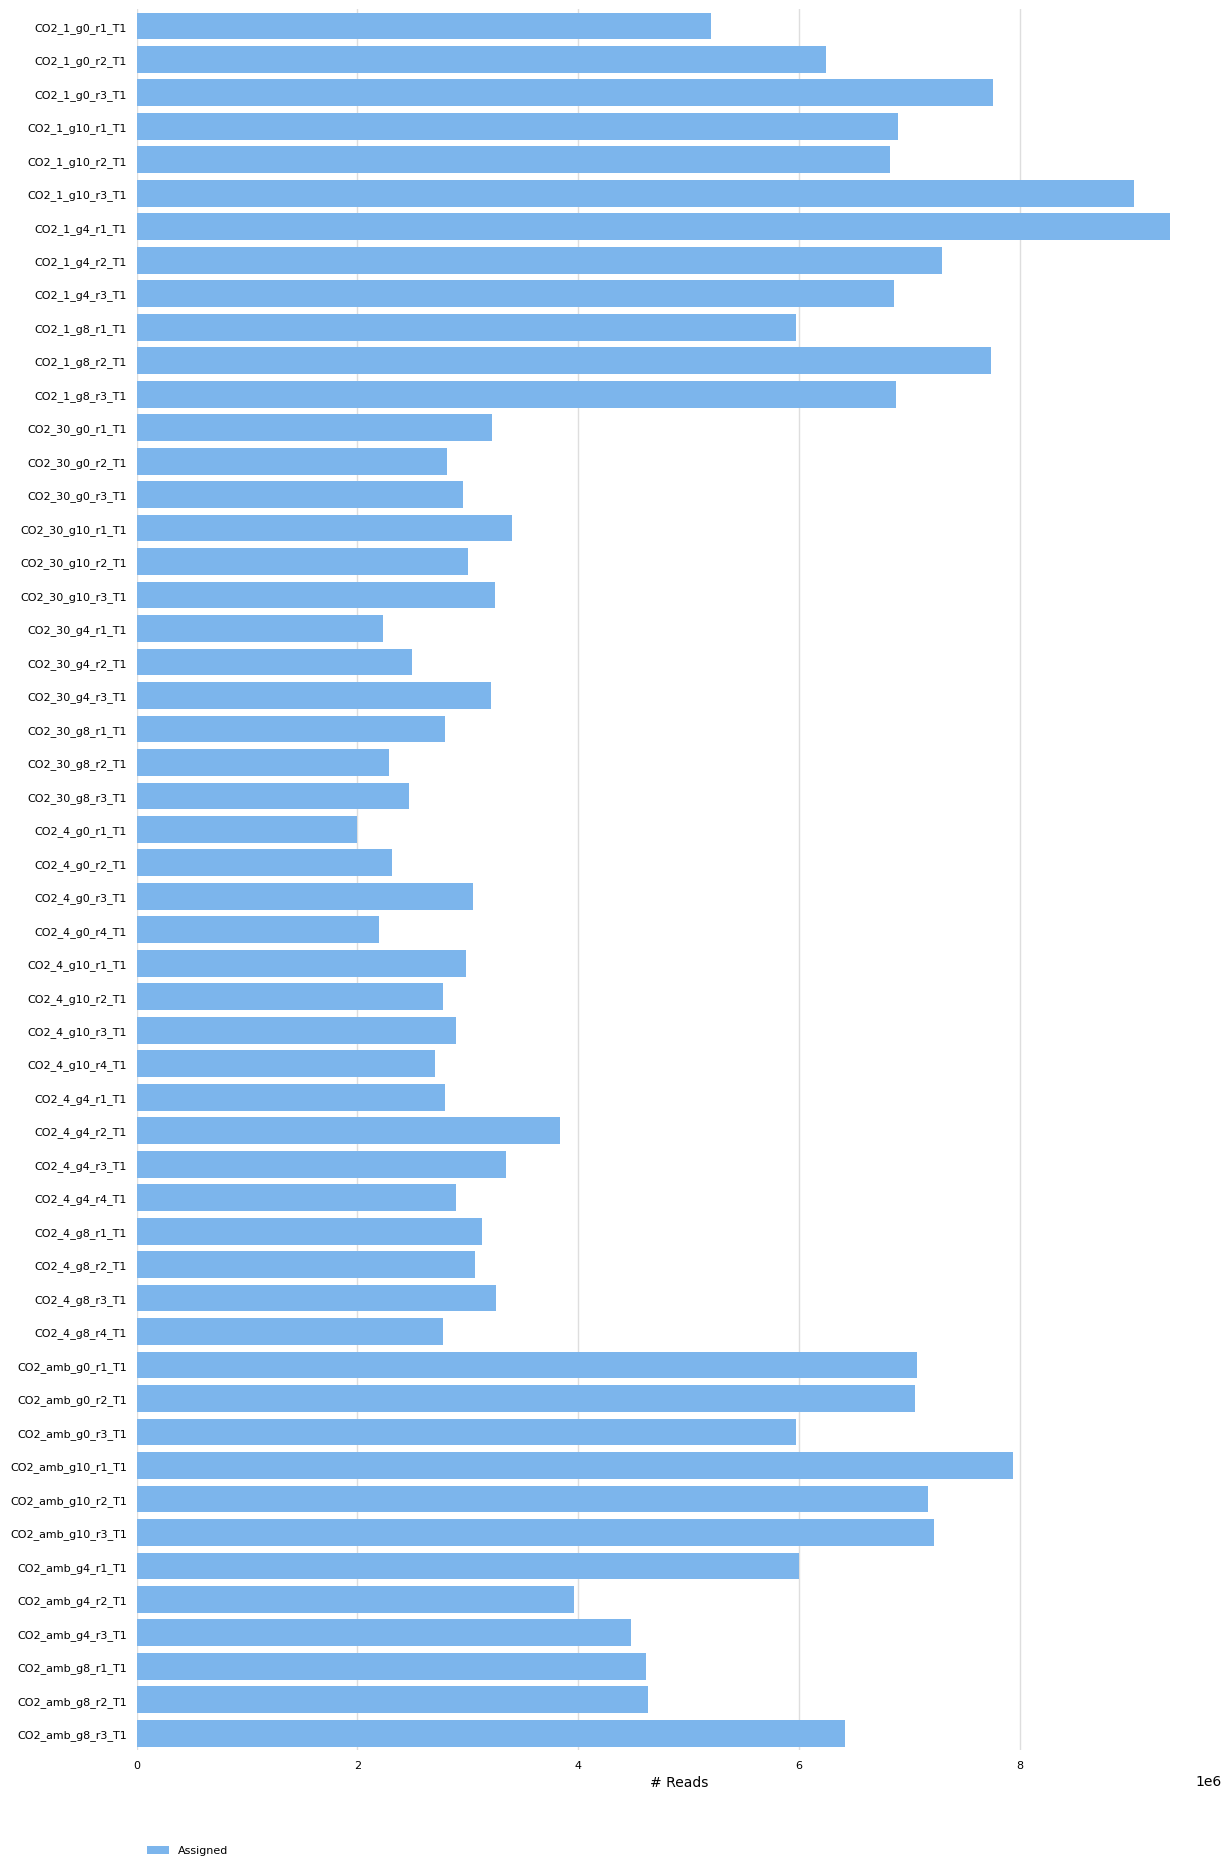 CO2_1_g0_r1_T1
CO2_1_g0_r2_T1
CO2_1_g0_r3_T1
CO2_1_g10_r1_T1
CO2_1_g10_r2_T1
CO2_1_g10_r3_T1
CO2_1_g4_r1_T1
CO2_1_g4_r2_T1
CO2_1_g4_r3_T1
CO2_1_g8_r1_T1
CO2_1_g8_r2_T1
CO2_1_g8_r3_T1
CO2_30_g0_r1_T1
CO2_30_g0_r2_T1
CO2_30_g0_r3_T1
CO2_30_g10_r1_T1
CO2_30_g10_r2_T1
CO2_30_g10_r3_T1
CO2_30_g4_r1_T1
CO2_30_g4_r2_T1
CO2_30_g4_r3_T1
CO2_30_g8_r1_T1
CO2_30_g8_r2_T1
CO2_30_g8_r3_T1
CO2_4_g0_r1_T1
CO2_4_g0_r2_T1
CO2_4_g0_r3_T1
CO2_4_g0_r4_T1
CO2_4_g10_r1_T1
CO2_4_g10_r2_T1
CO2_4_g10_r3_T1
CO2_4_g10_r4_T1
CO2_4_g4_r1_T1
CO2_4_g4_r2_T1
CO2_4_g4_r3_T1
CO2_4_g4_r4_T1
CO2_4_g8_r1_T1
CO2_4_g8_r2_T1
CO2_4_g8_r3_T1
CO2_4_g8_r4_T1
CO2_amb_g0_r1_T1
CO2_amb_g0_r2_T1
CO2_amb_g0_r3_T1
CO2_amb_g10_r1_T1
CO2_amb_g10_r2_T1
CO2_amb_g10_r3_T1
CO2_amb_g4_r1_T1
CO2_amb_g4_r2_T1
CO2_amb_g4_r3_T1
CO2_amb_g8_r1_T1
CO2_amb_g8_r2_T1
CO2_amb_g8_r3_T1
0 2 4 6 8
# Reads
1e6
Assigned